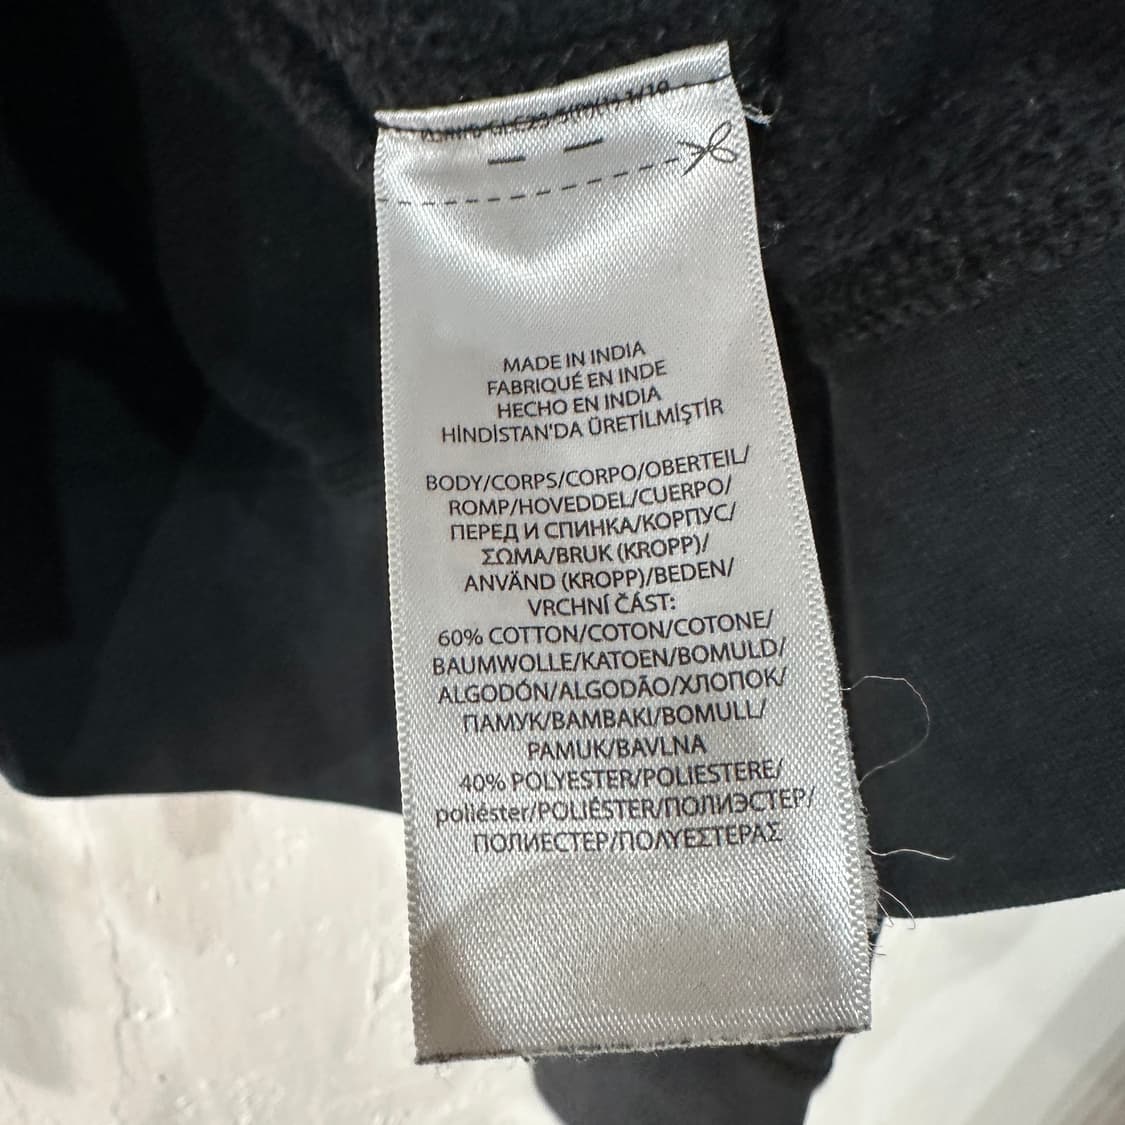 MADE IN INDIA
FABRIQUÉ EN INDE
HECHO EN INDIA
HİNDİSTAN'DA ÜRETİLMİŞTİR
BODY/CORPS/CORPO/OBERTEIL/
ROMP/HOVEDDEL/CUERPO/
ПЕРЕД И СПИНКА/КОРПУС/
ΣΩΜΑ/BRUK (KROPP)/
ANVÄND (KROPP)/BEDEN/
VRCHNÍ ČÁST:
60% COTTON/COTON/COTONE/
BAUMWOLLE/KATOEN/BOMULD/
ALGODÓN/ALGODÃO/ХЛОПОК/
ПАМУК/ΒΑΜΒΑΚΙ/BOMULL/
PAMUK/BAVLNA
40% POLYESTER/POLIESTERE/
poliéster/POLIÉSTER/ПОЛИЭСТЕР/
ПОЛИЕСТЕР/ΠΟΛΥΕΣΤΕΡΑΣ